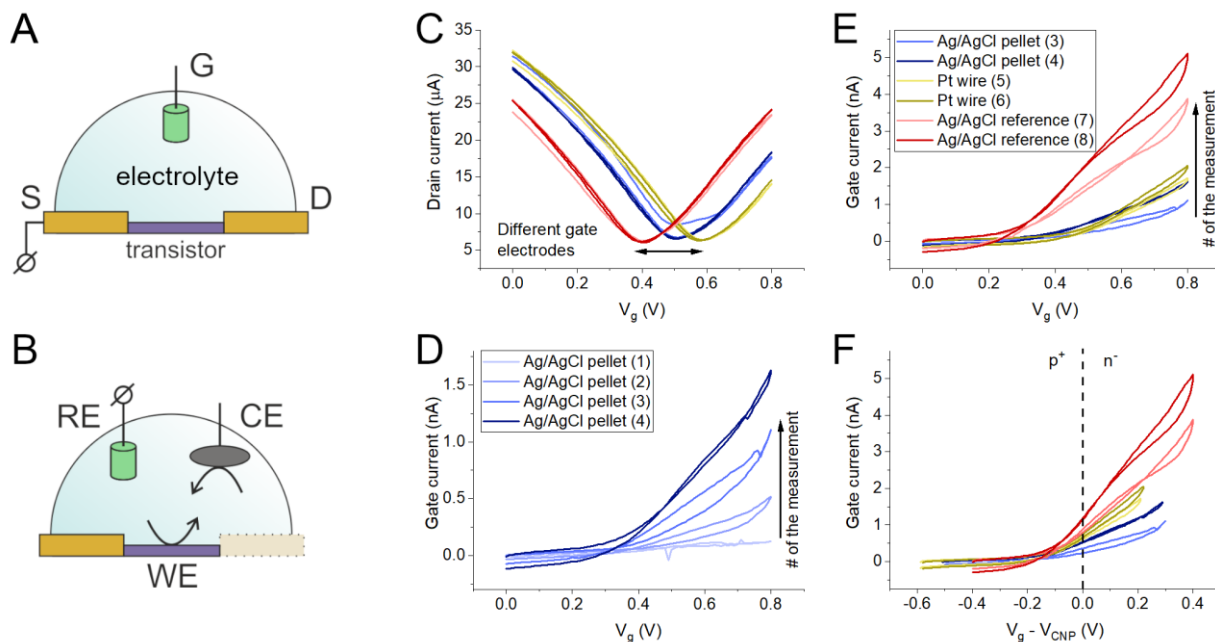 A
G
electrolyte
S
D
transistor
B
RE
CE
WE
C
Drain current (µA)
35
30
25
20
15
10
5
Different gate
electrodes
0.0
0.2
0.4
0.6
0.8
V_g (V)
D
Ag/AgCl pellet (1)
Ag/AgCl pellet (2)
Ag/AgCl pellet (3)
Ag/AgCl pellet (4)
Gate current (nA)
1.5
1.0
0.5
0.0
# of the measurement
0.0
0.2
0.4
0.6
0.8
V_g (V)
E
Ag/AgCl pellet (3)
Ag/AgCl pellet (4)
Pt wire (5)
Pt wire (6)
Ag/AgCl reference (7)
Ag/AgCl reference (8)
Gate current (nA)
5
4
3
2
1
0
# of the measurement
0.0
0.2
0.4
0.6
0.8
V_g (V)
F
p⁺
n⁻
Gate current (nA)
5
4
3
2
1
0
-0.6
-0.4
-0.2
0.0
0.2
0.4
V_g - V_CNP (V)